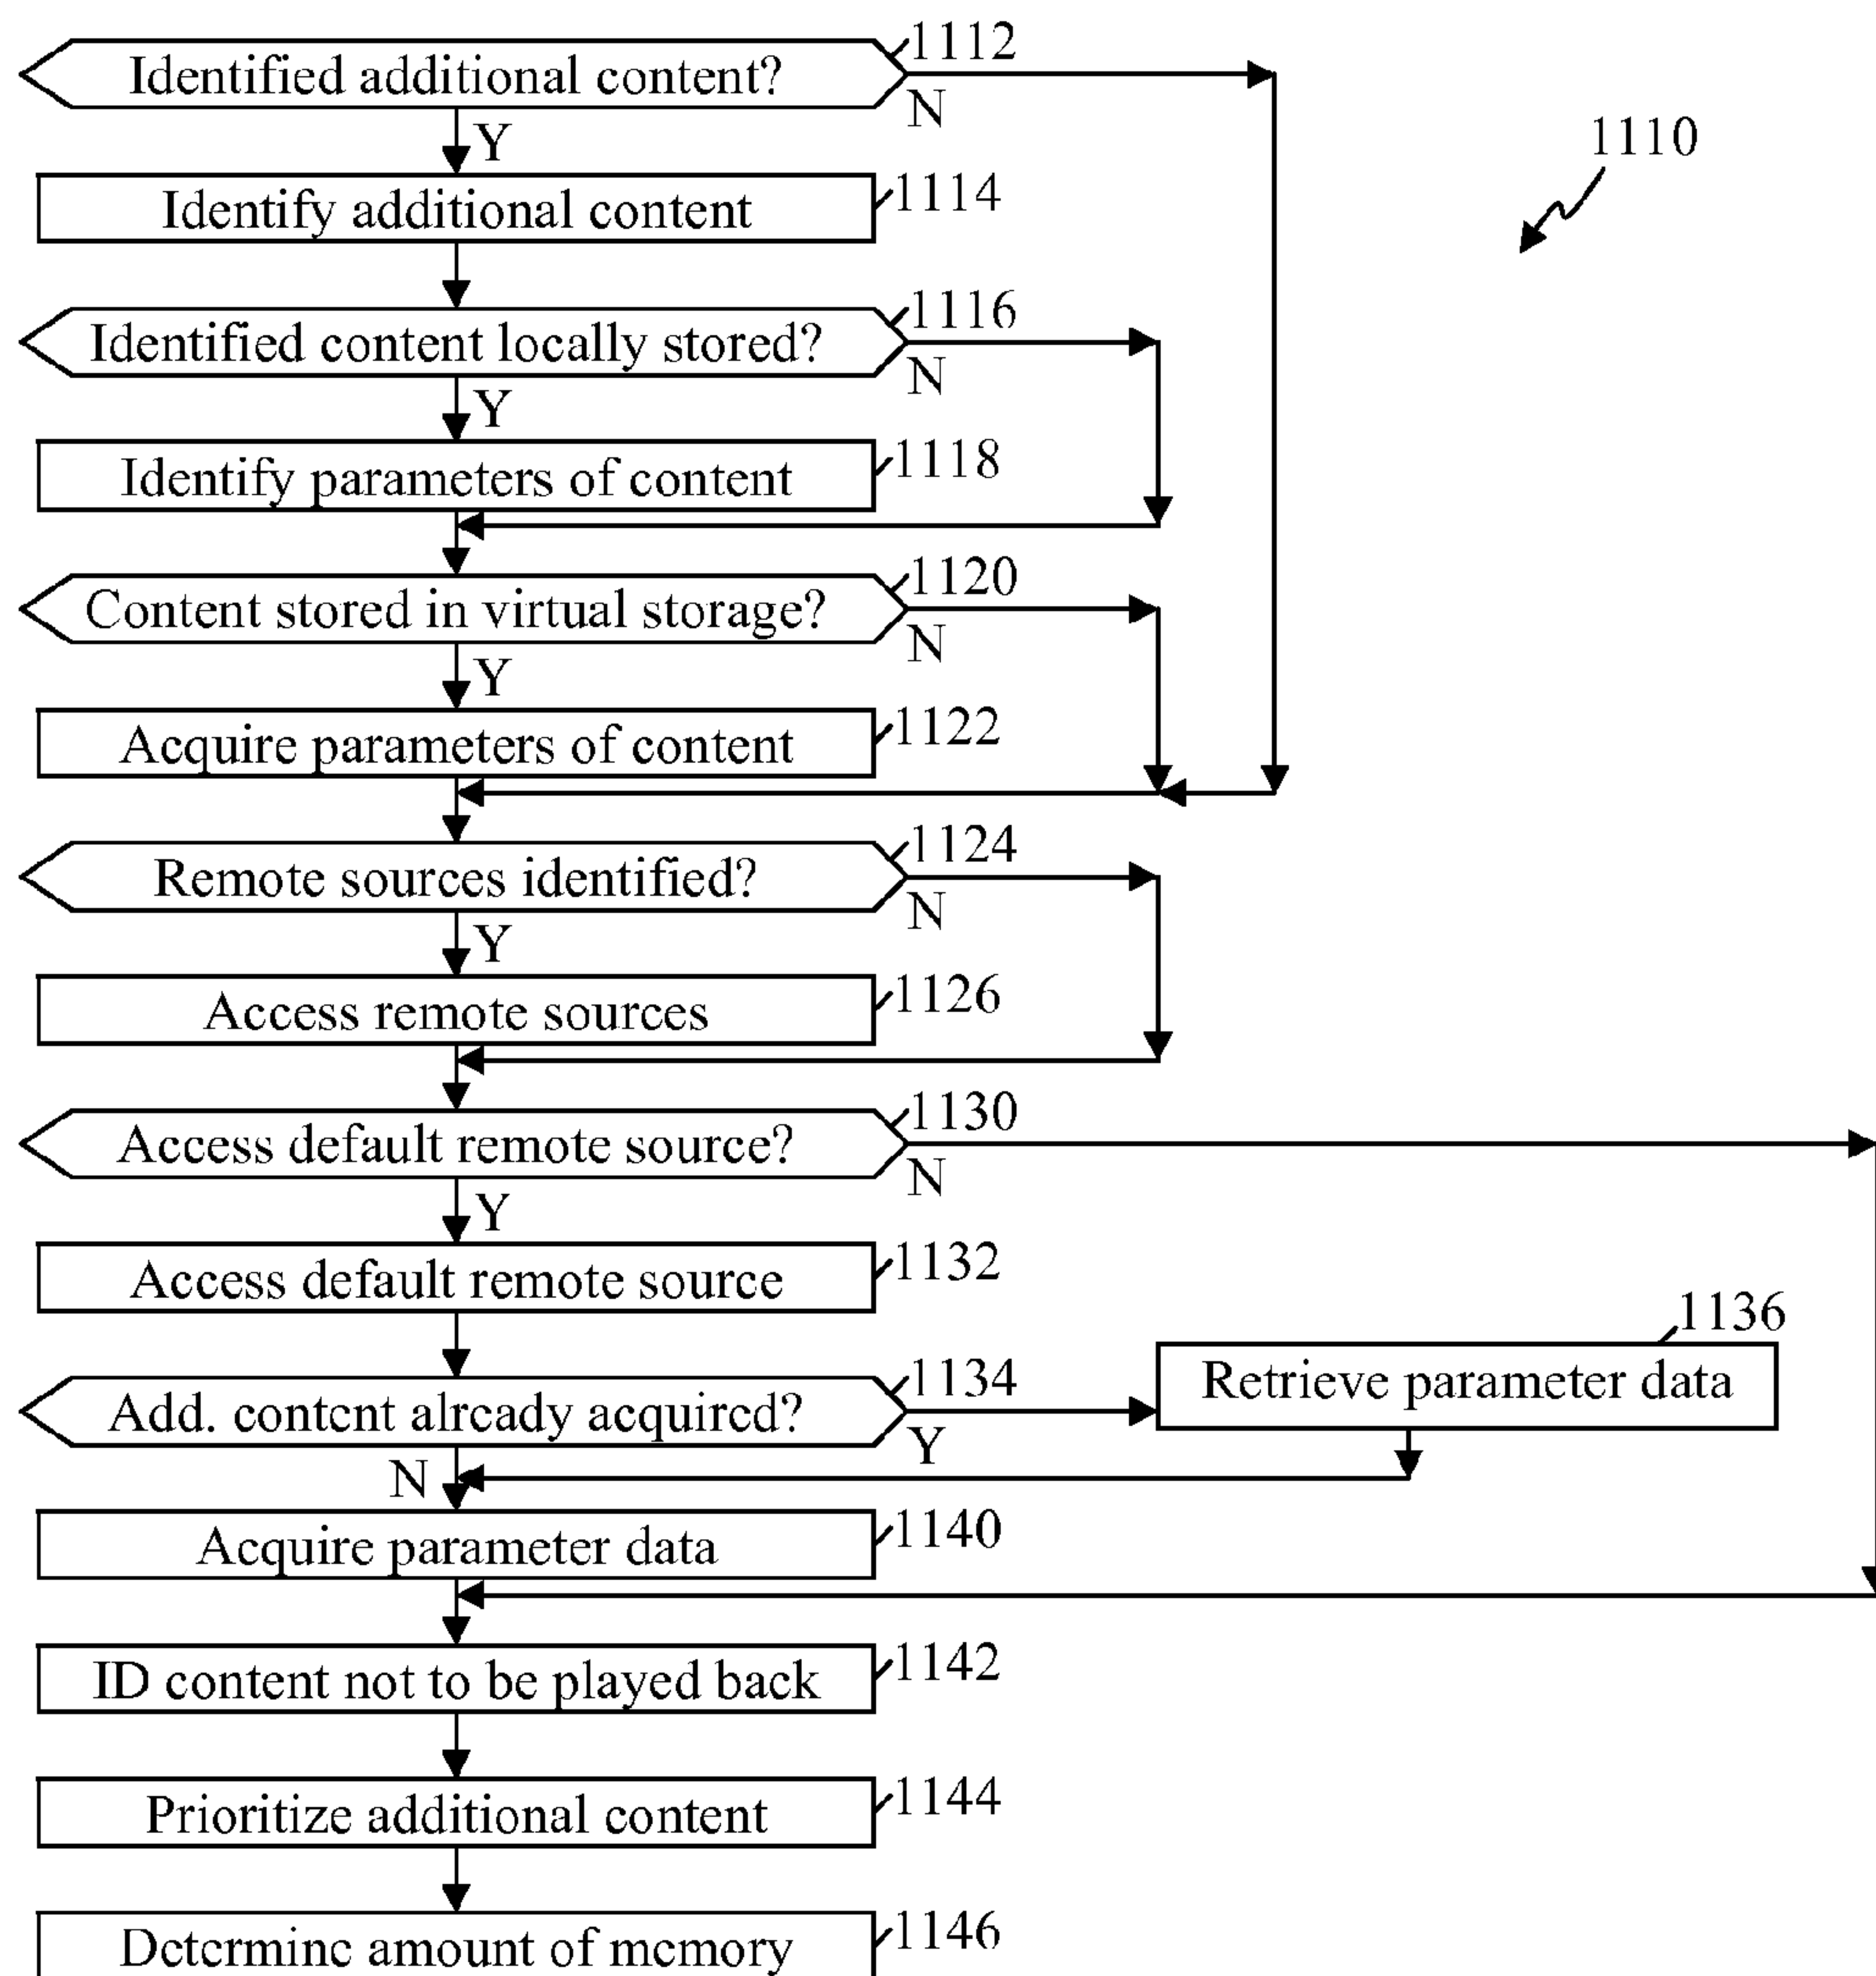 Identified additional content?
1112
N
Y
1110
Identify additional content
1114
Identified content locally stored?
1116
N
Y
Identify parameters of content
1118
Content stored in virtual storage?
1120
N
Y
Acquire parameters of content
1122
Remote sources identified?
1124
N
Y
Access remote sources
1126
Access default remote source?
1130
N
Y
Access default remote source
1132
1136
Retrieve parameter data
Add. content already acquired?
1134
Y
N
Acquire parameter data
1140
ID content not to be played back
1142
Prioritize additional content
1144
Determine amount of memory
1146